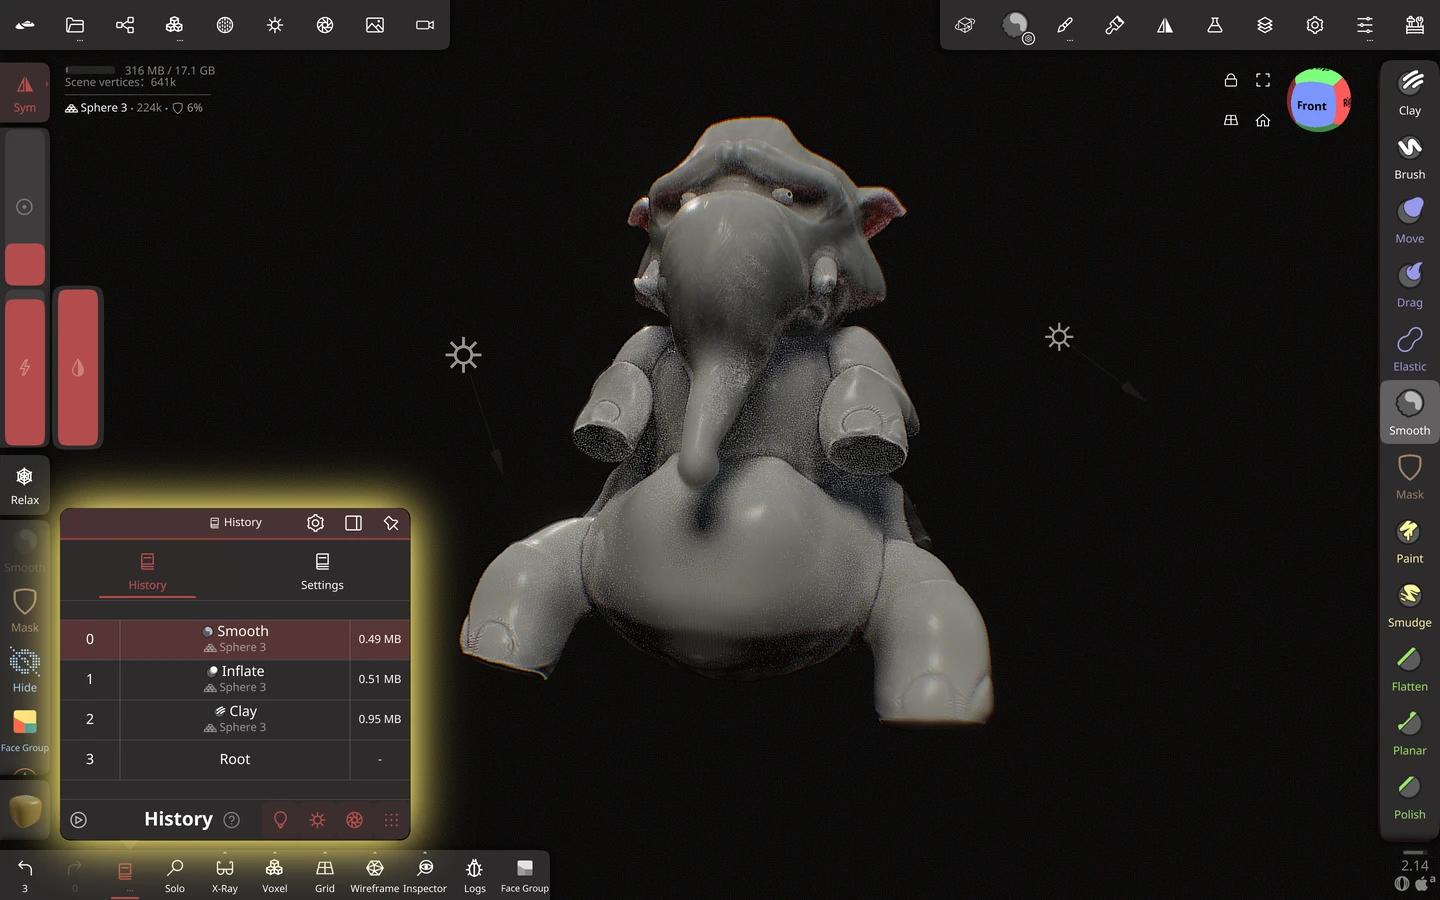 316 MB / 17.1 GB
Scene vertices: 641k
Sphere 3 · 224k · 6%
Sym
Front
Clay
Brush
Move
Drag
Elastic
Smooth
Mask
Paint
Smudge
Flatten
Planar
Polish
Relax
Smooth
Mask
Hide
Face Group
History
History
Settings
0 Smooth 0.49 MB
Sphere 3
1 Inflate 0.51 MB
Sphere 3
2 Clay 0.95 MB
Sphere 3
3 Root -
History ?
3
0
...
Solo
X-Ray
Voxel
Grid
Wireframe
Inspector
Logs
Face Group
2.14
a